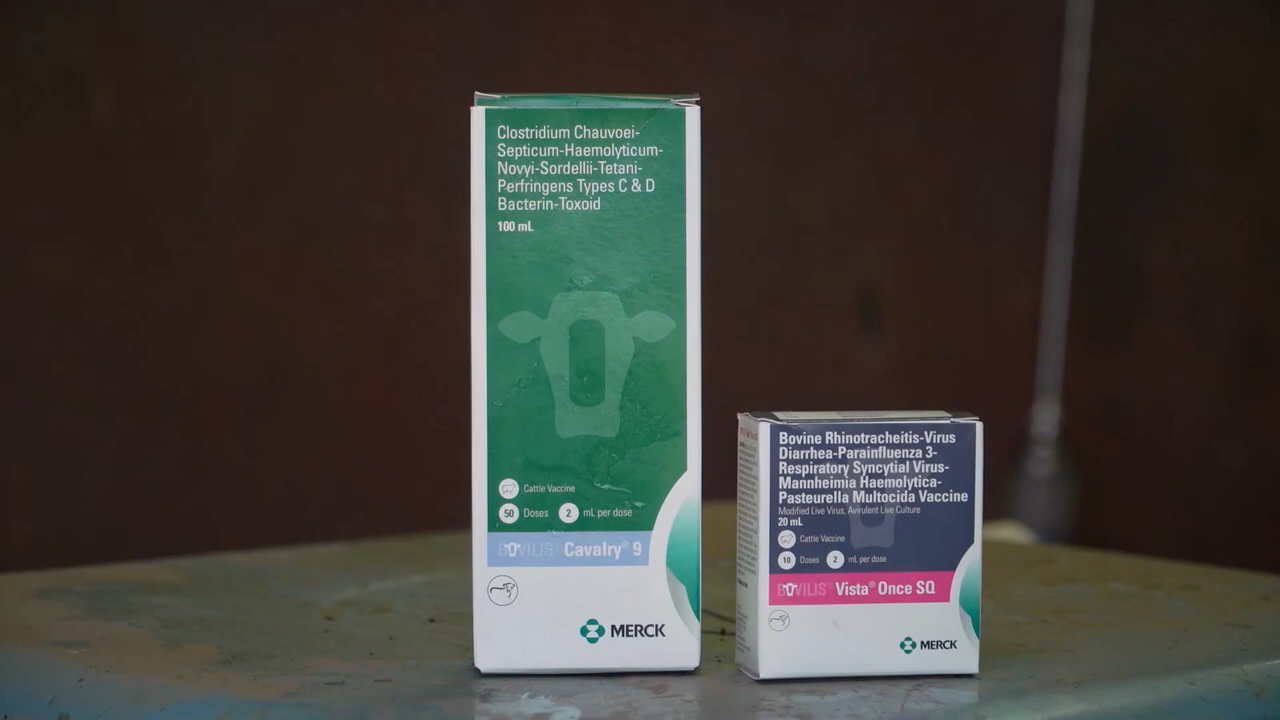 Clostridium Chauvoei-
Septicum-Haemolyticum-
Novyi-Sordellii-Tetani-
Perfringens Types C & D
Bacterin-Toxoid
100 mL
Cattle Vaccine
50 Doses 2 mL per dose
BOVILIS Cavalry® 9
MERCK
Bovine Rhinotracheitis-Virus
Diarrhea-Parainfluenza 3-
Respiratory Syncytial Virus-
Mannheimia Haemolytica-
Pasteurella Multocida Vaccine
Modified Live Virus, Avirulent Live Culture
20 mL
Cattle Vaccine
10 Doses 2 mL per dose
BOVILIS® Vista® Once SQ
MERCK